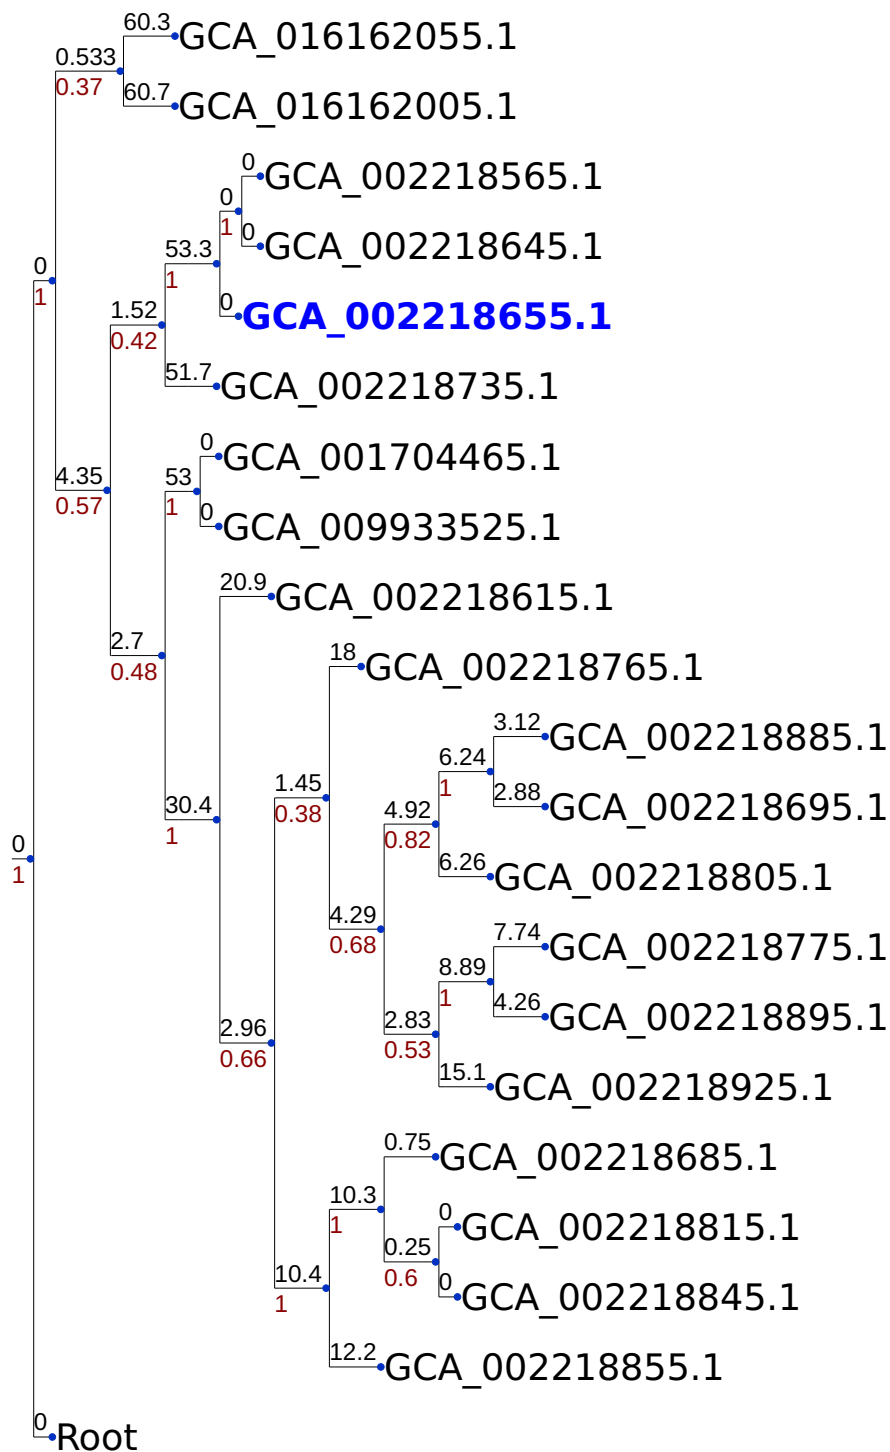 60.3
GCA_016162055.1
0.533
0.37
60.7
GCA_016162005.1
0
GCA_002218565.1
0
1
0
GCA_002218645.1
53.3
1
0
1
0
GCA_002218655.1
1.52
0.42
51.7
GCA_002218735.1
0
GCA_001704465.1
4.35
0.57
53
1
0
GCA_009933525.1
20.9
GCA_002218615.1
2.7
0.48
18
GCA_002218765.1
3.12
GCA_002218885.1
6.24
1
1.45
0.38
2.88
GCA_002218695.1
30.4
1
4.92
0.82
0
1
6.26
GCA_002218805.1
4.29
0.68
7.74
GCA_002218775.1
8.89
1
4.26
GCA_002218895.1
2.96
0.66
2.83
0.53
15.1
GCA_002218925.1
0.75
GCA_002218685.1
10.3
1
0
GCA_002218815.1
0.25
0.6
10.4
1
0
GCA_002218845.1
12.2
GCA_002218855.1
0
Root